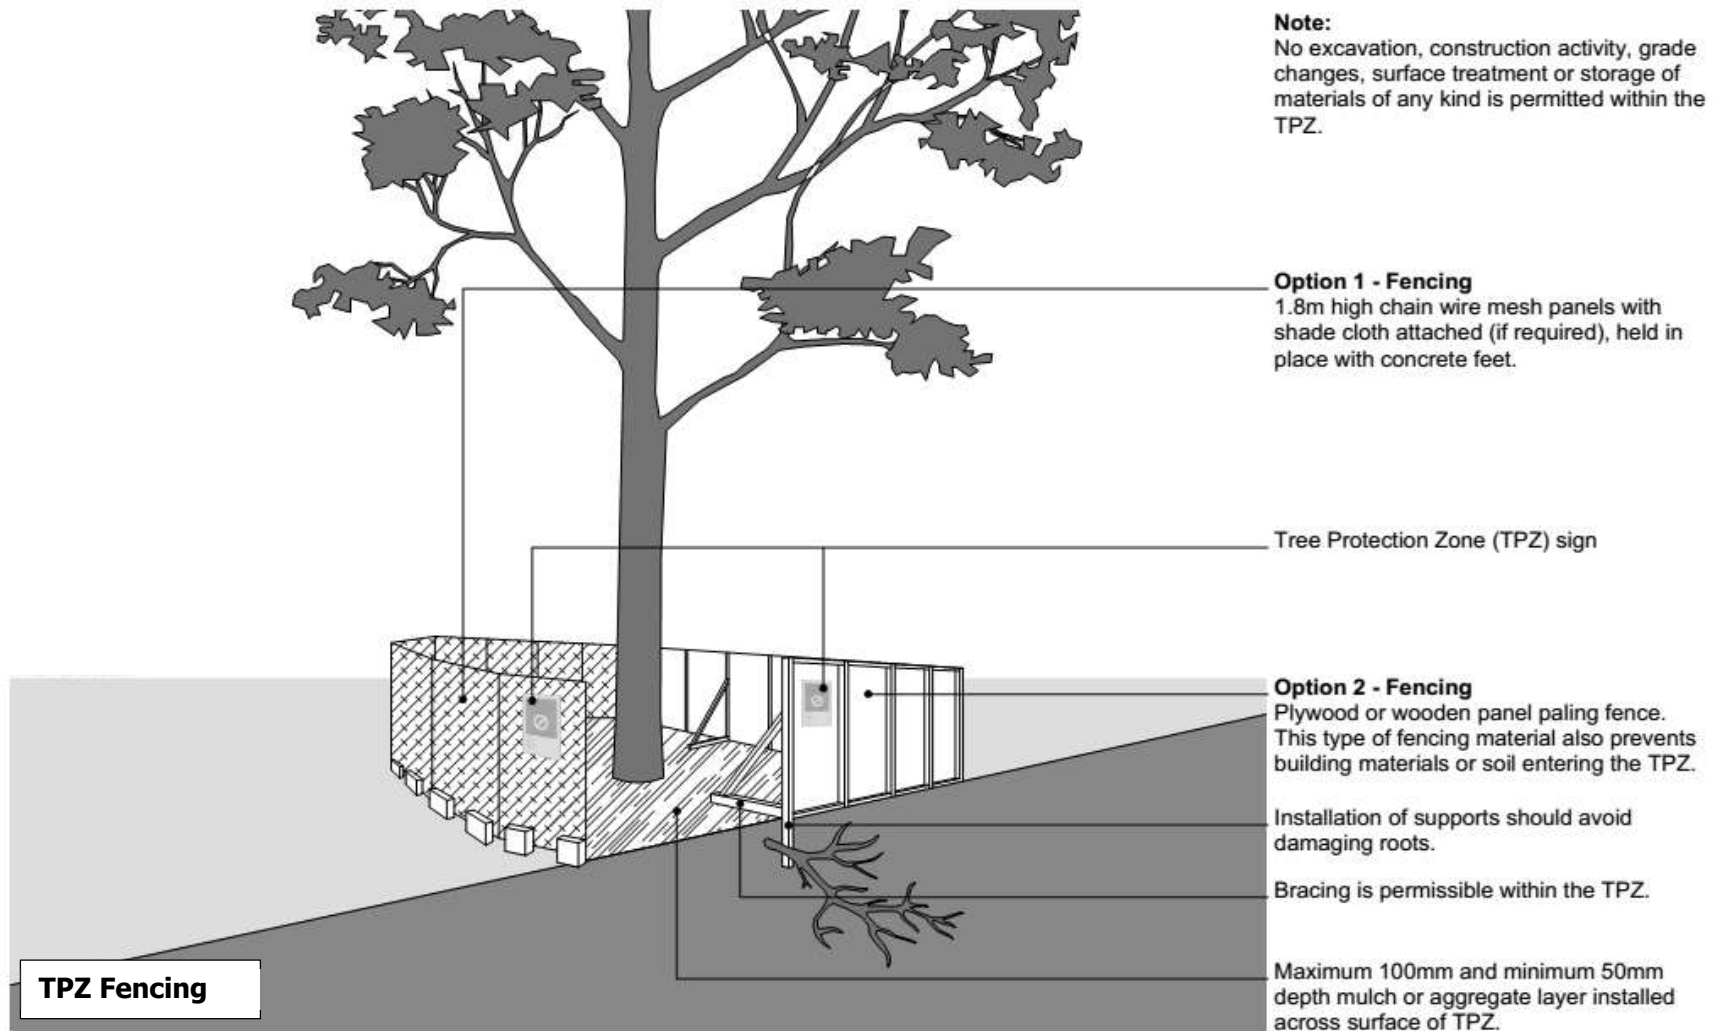 Note:
No excavation, construction activity, grade
changes, surface treatment or storage of
materials of any kind is permitted within the
TPZ.
Option 1 - Fencing
1.8m high chain wire mesh panels with
shade cloth attached (if required), held in
place with concrete feet.
Tree Protection Zone (TPZ) sign
Option 2 - Fencing
Plywood or wooden panel paling fence.
This type of fencing material also prevents
building materials or soil entering the TPZ.
Installation of supports should avoid
damaging roots.
Bracing is permissible within the TPZ.
Maximum 100mm and minimum 50mm
depth mulch or aggregate layer installed
across surface of TPZ.
TPZ Fencing